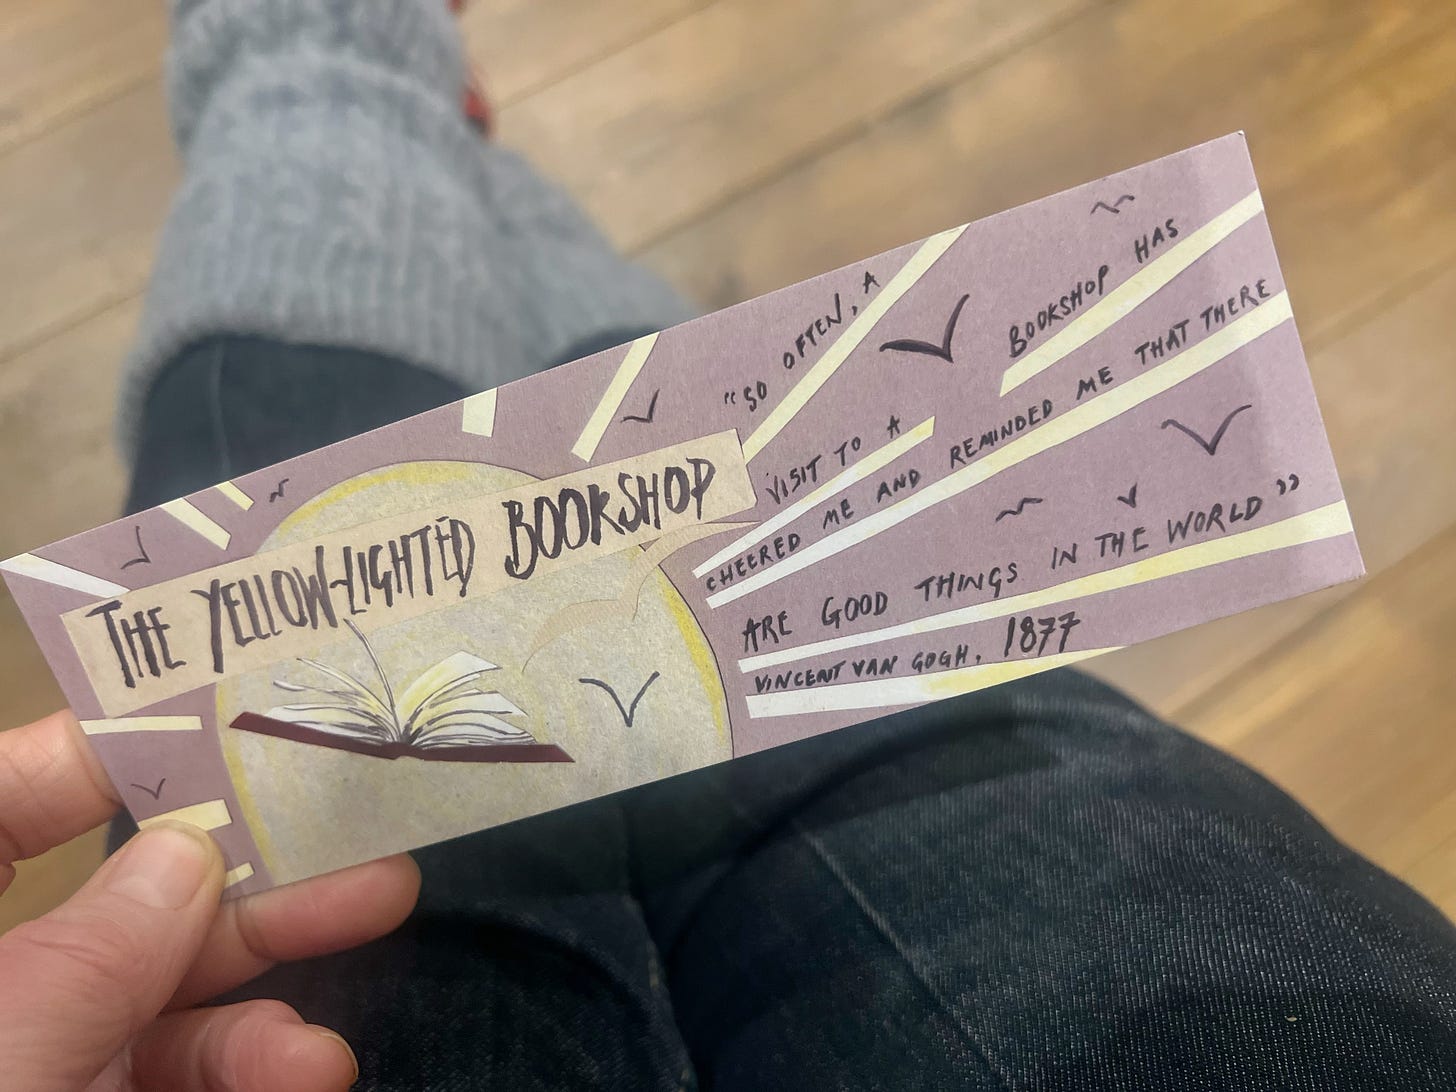 THE YELLOW-LIGHTED BOOKSHOP
"SO OFTEN, A
VISIT TO A
BOOKSHOP HAS
CHEERED ME AND REMINDED ME THAT THERE
ARE GOOD THINGS IN THE WORLD"
VINCENT VAN GOGH, 1877